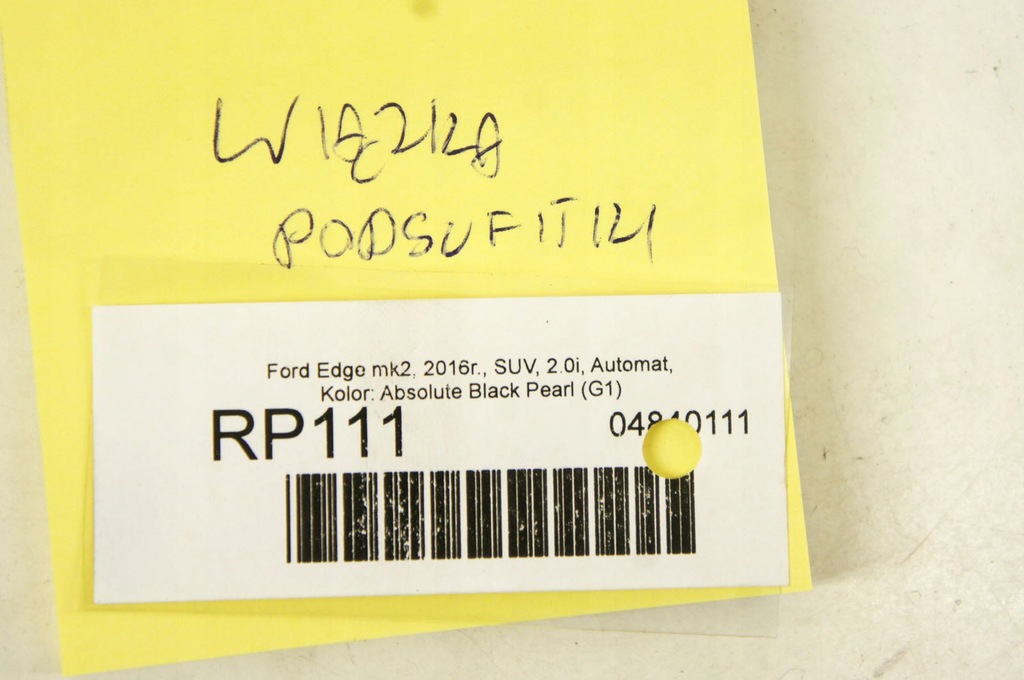 WIĄZKA
PODSUFITKI
Ford Edge mk2, 2016r., SUV, 2.0i, Automat,
Kolor: Absolute Black Pearl (G1)
RP111